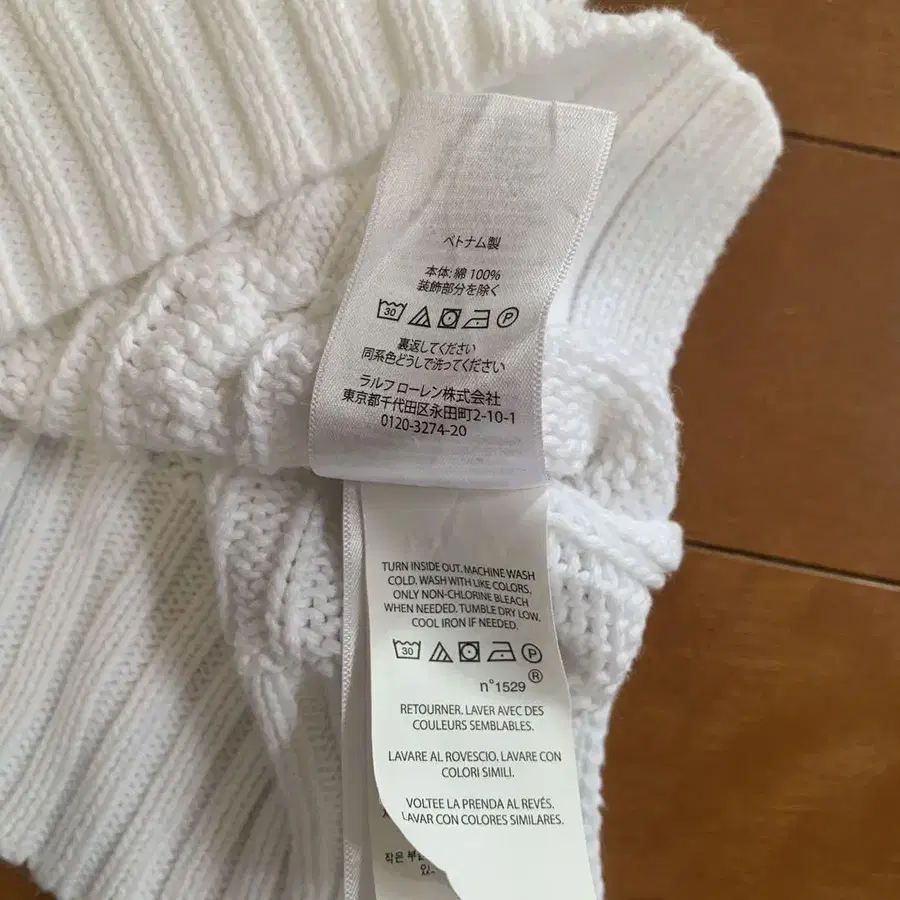 ベトナム製
本体: 綿 100%
装飾部分を除く
30
P
裏返してください
同系色どうしで洗ってください
ラルフ ローレン株式会社
東京都千代田区永田町2-10-1
0120-3274-20
TURN INSIDE OUT. MACHINE WASH
COLD. WASH WITH LIKE COLORS.
ONLY NON-CHLORINE BLEACH
WHEN NEEDED. TUMBLE DRY LOW.
COOL IRON IF NEEDED.
30
P
®
n°1529
RETOURNER. LAVER AVEC DES
COULEURS SEMBLABLES.
LAVARE AL ROVESCIO. LAVARE CON
COLORI SIMILI.
VOLTEE LA PRENDA AL REVÉS.
LAVAR CON COLORES SIMILARES.
작은